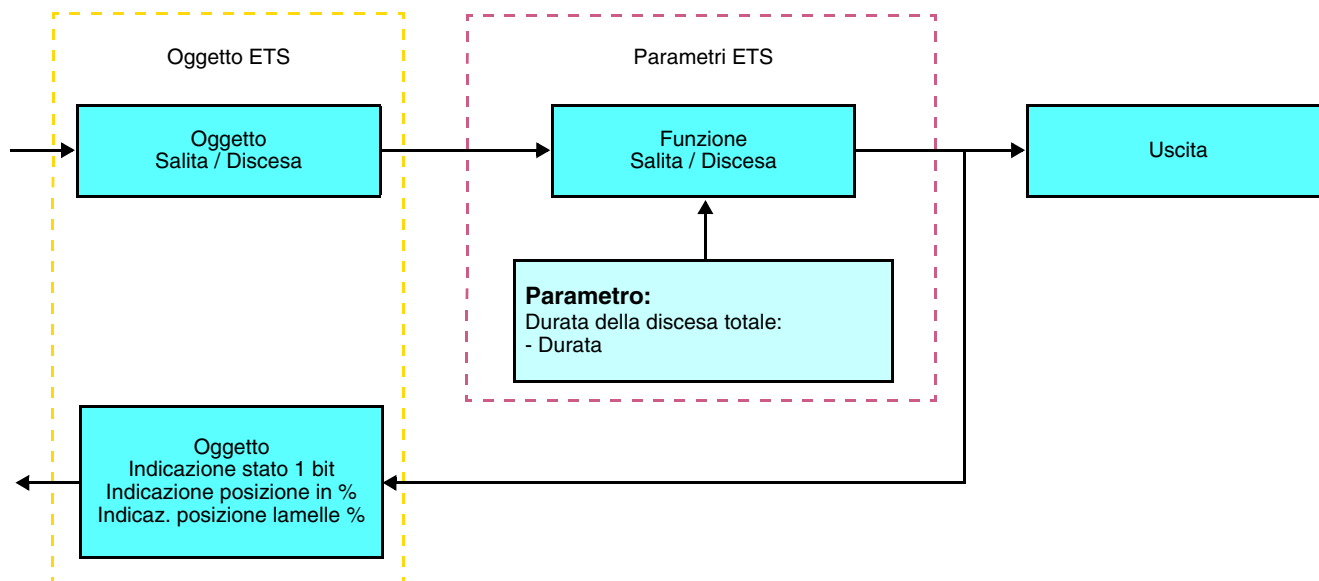 Oggetto ETS
Parametri ETS
Oggetto
Salita / Discesa
Funzione
Salita / Discesa
Uscita
Parametro:
Durata della discesa totale:
- Durata
Oggetto
Indicazione stato 1 bit
Indicazione posizione in %
Indicaz. posizione lamelle %